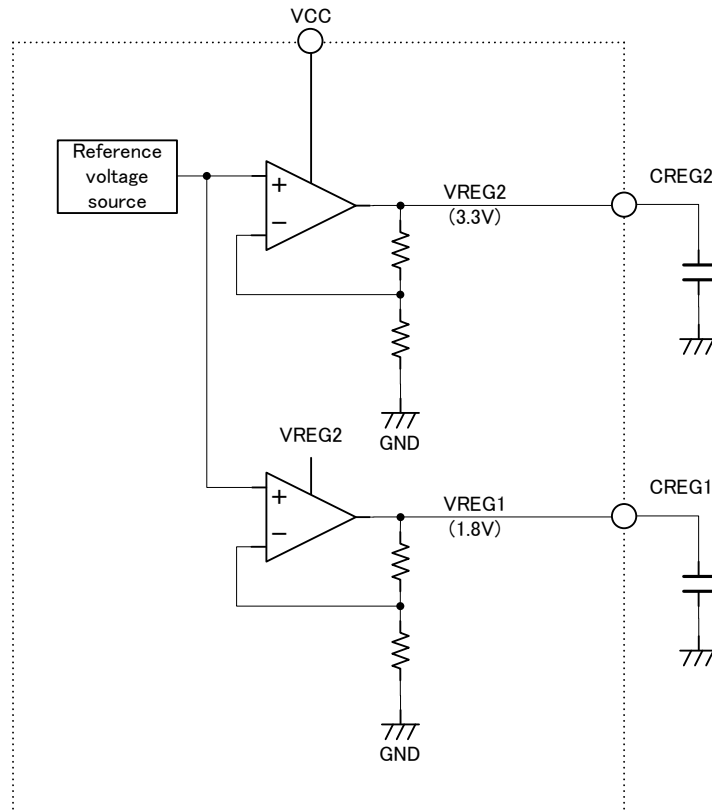 VCC
Reference
voltage
source
+
−
VREG2
(3.3V)
CREG2
GND
VREG2
+
−
VREG1
(1.8V)
CREG1
GND